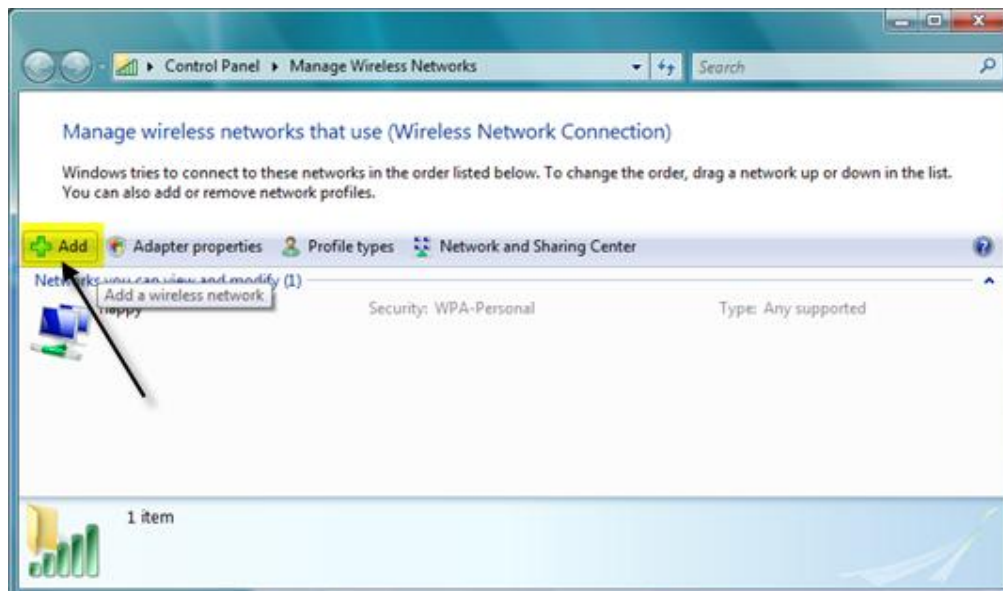 Control Panel Manage Wireless Networks
Search
Manage wireless networks that use (Wireless Network Connection)
Windows tries to connect to these networks in the order listed below. To change the order, drag a network up or down in the list.
You can also add or remove network profiles.
Add Adapter properties Profile types Network and Sharing Center
Networks you can view and modify (1)
Add a wireless network
happy Security: WPA-Personal Type: Any supported
1 item